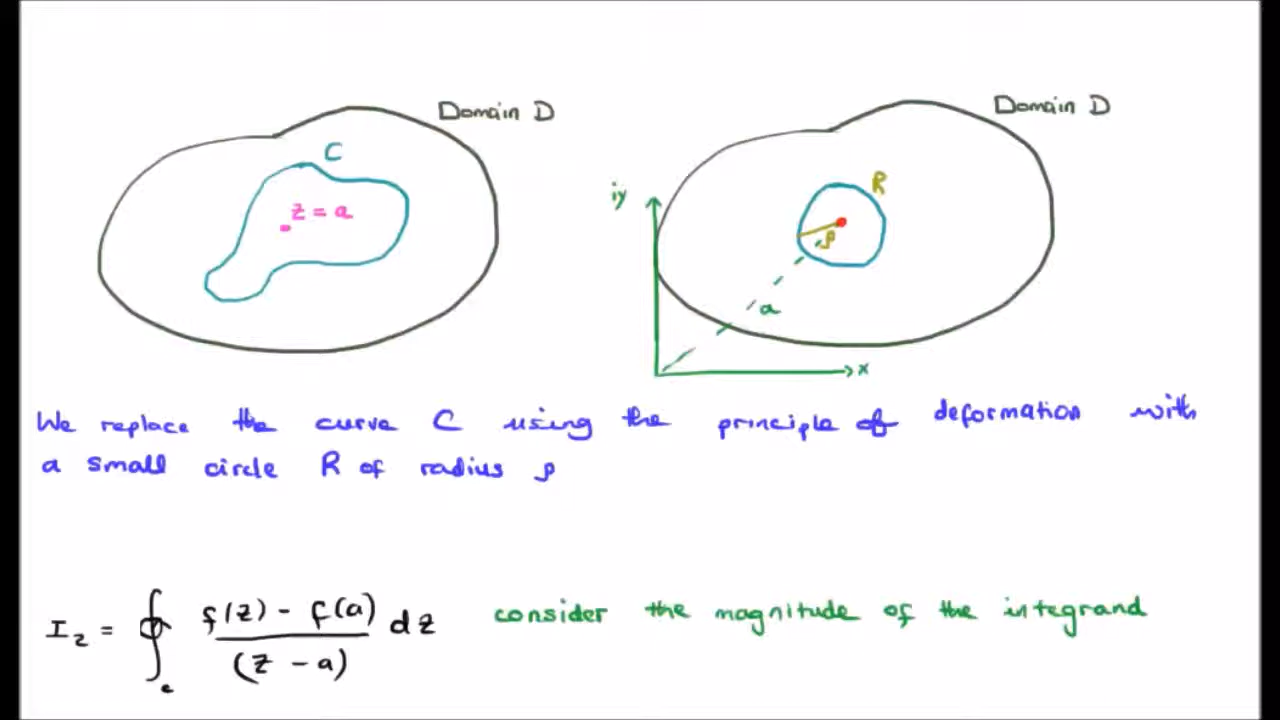 Domain D
C
z = a
Domain D
R
iy
ρ
a
x
We replace the curve C using the principle of deformation with
a small circle R of radius ρ
I₂ = ∮_c (f(z) - f(a))/(z - a) dz consider the magnitude of the integrand